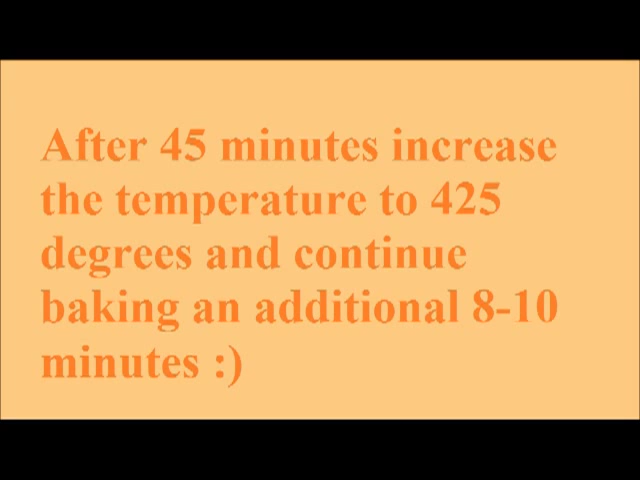 After 45 minutes increase
the temperature to 425
degrees and continue
baking an additional 8-10
minutes :)